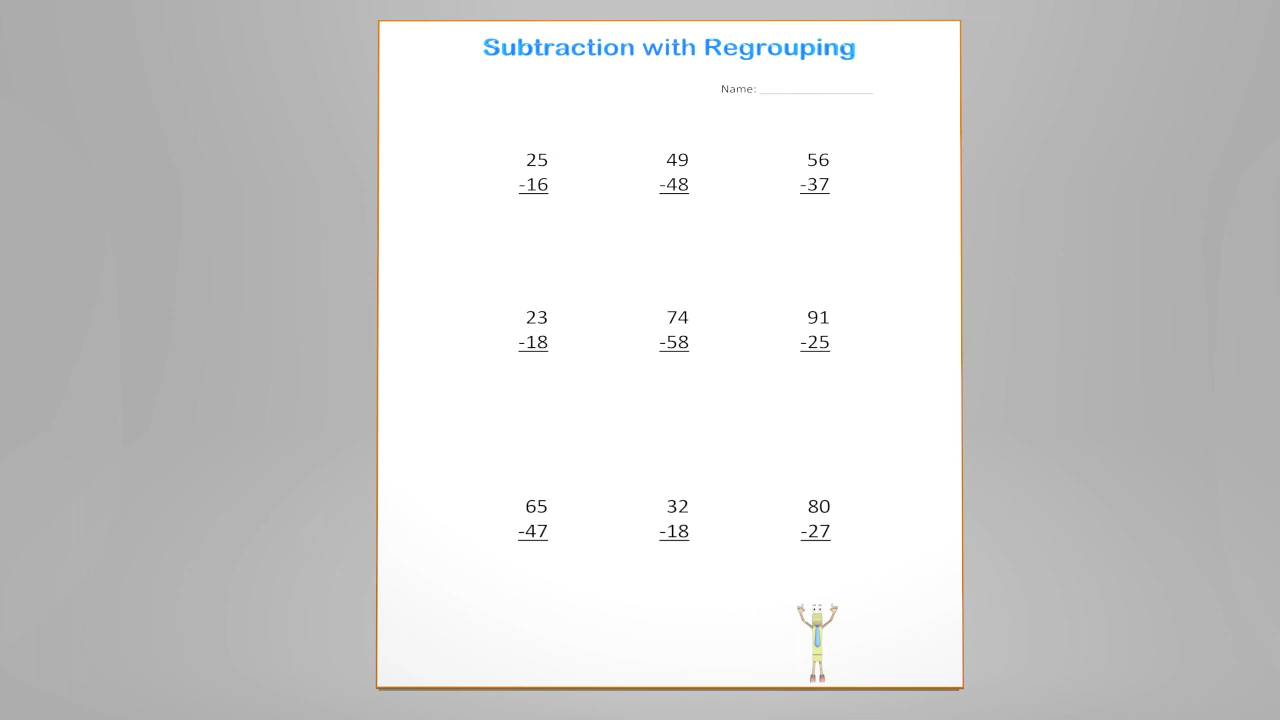 Subtraction with Regrouping
Name: ____________________
25 49 56
-16 -48 -37
23 74 91
-18 -58 -25
65 32 80
-47 -18 -27